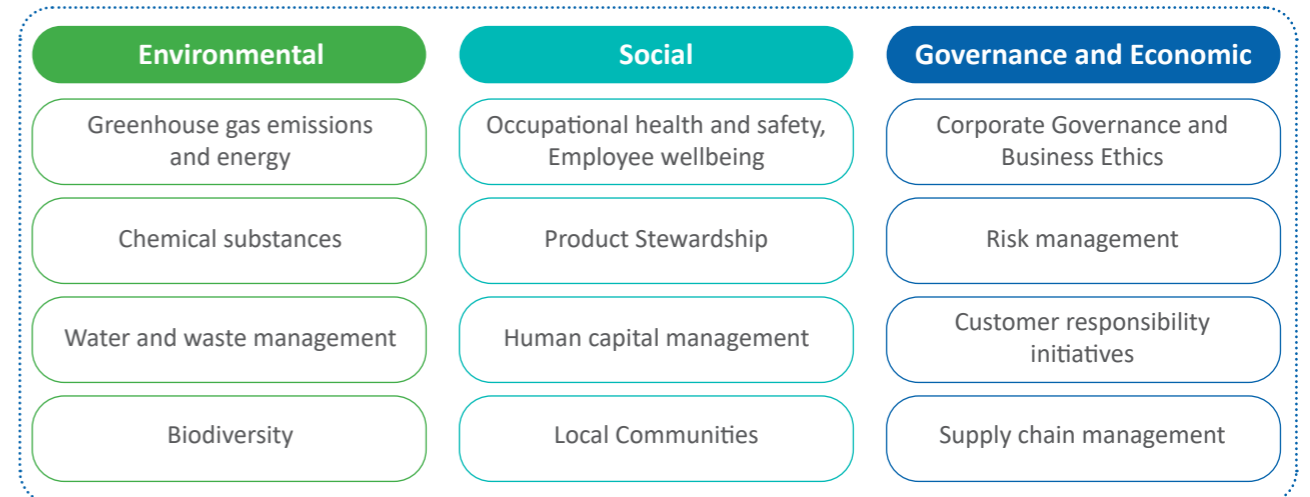 Environmental
Greenhouse gas emissions
and energy
Chemical substances
Water and waste management
Biodiversity
Social
Occupational health and safety,
Employee wellbeing
Product Stewardship
Human capital management
Local Communities
Governance and Economic
Corporate Governance and
Business Ethics
Risk management
Customer responsibility
initiatives
Supply chain management